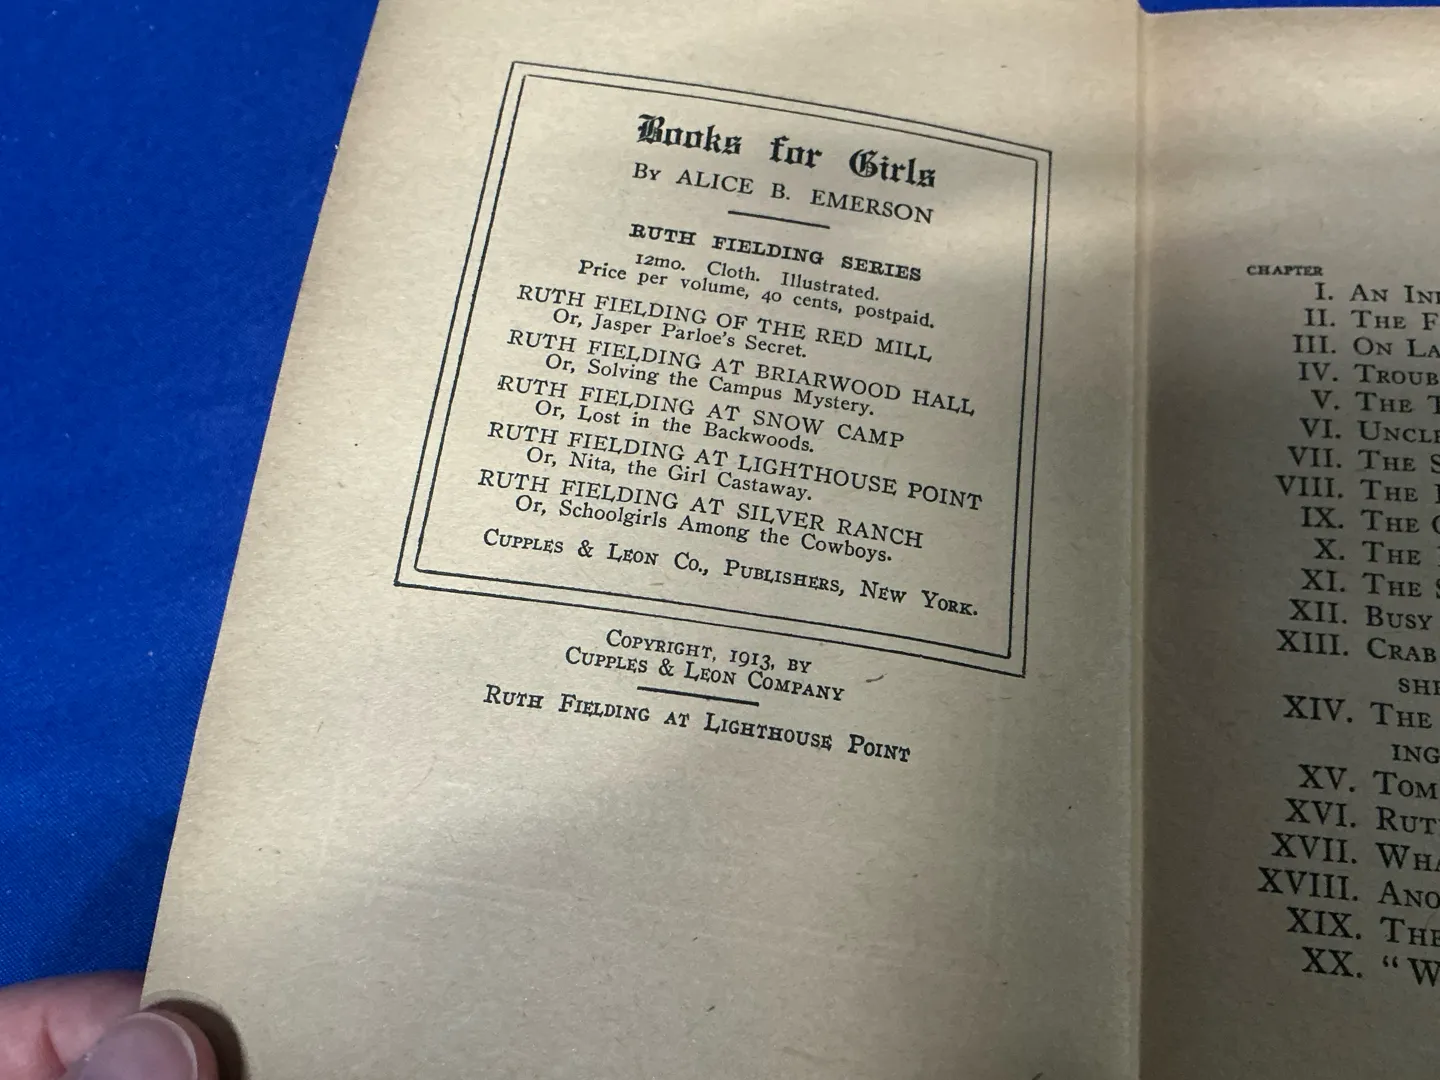 Books for Girls
By ALICE B. EMERSON
RUTH FIELDING SERIES
12mo. Cloth. Illustrated.
Price per volume, 40 cents, postpaid.
RUTH FIELDING OF THE RED MILL
Or, Jasper Parloe's Secret.
RUTH FIELDING AT BRIARWOOD HALL
Or, Solving the Campus Mystery.
RUTH FIELDING AT SNOW CAMP
Or, Lost in the Backwoods.
RUTH FIELDING AT LIGHTHOUSE POINT
Or, Nita, the Girl Castaway.
RUTH FIELDING AT SILVER RANCH
Or, Schoolgirls Among the Cowboys.
CUPPLES & LEON CO., PUBLISHERS, NEW YORK.
COPYRIGHT, 1913, BY
CUPPLES & LEON COMPANY
RUTH FIELDING AT LIGHTHOUSE POINT
CHAPTER
I. AN
II. THE
III. ON
IV.
V. THE
VI.
VII. THE
VIII. THE
IX. THE
X. THE
XI. THE
XII. BUSY
XIII. CRAB
XIV. THE
XV. TOM
XVI.
XVII.
XVIII.
XIX. THE
XX. "